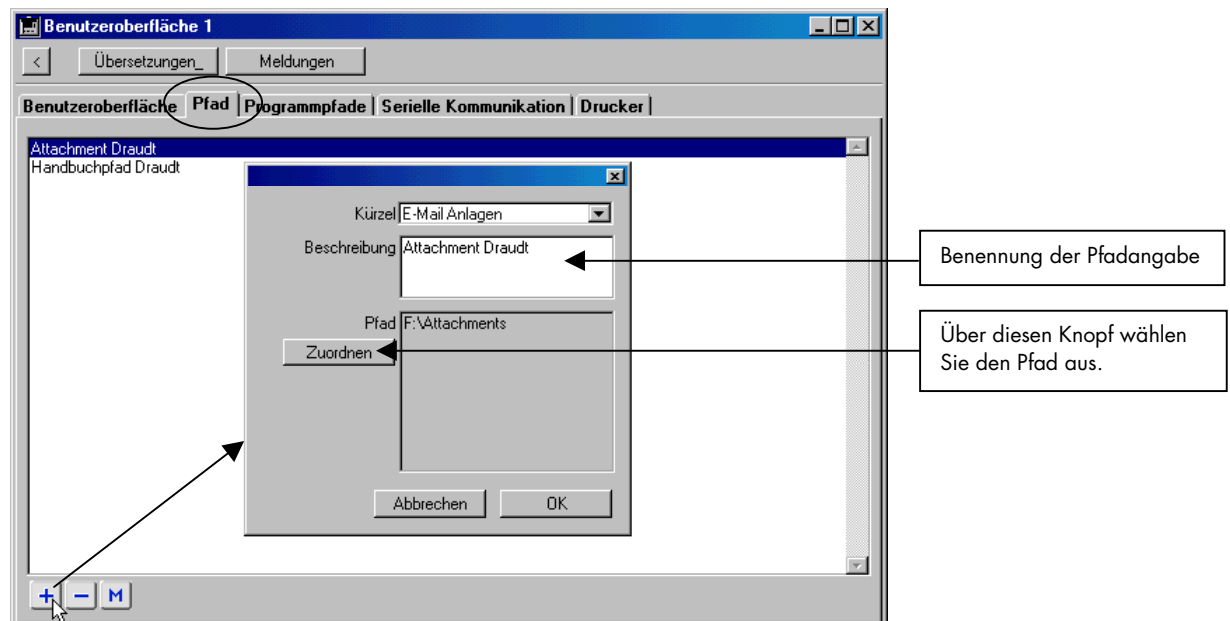 Benutzeroberfläche 1
< Übersetzungen_ Meldungen
Benutzeroberfläche Pfad Programmpfade Serielle Kommunikation Drucker
Attachment Draudt
Handbuchpfad Draudt
Kürzel E-Mail Anlagen
Beschreibung Attachment Draudt
Pfad F:\Attachments
Zuordnen
Abbrechen OK
+ - M
Benennung der Pfadangabe
Über diesen Knopf wählen
Sie den Pfad aus.